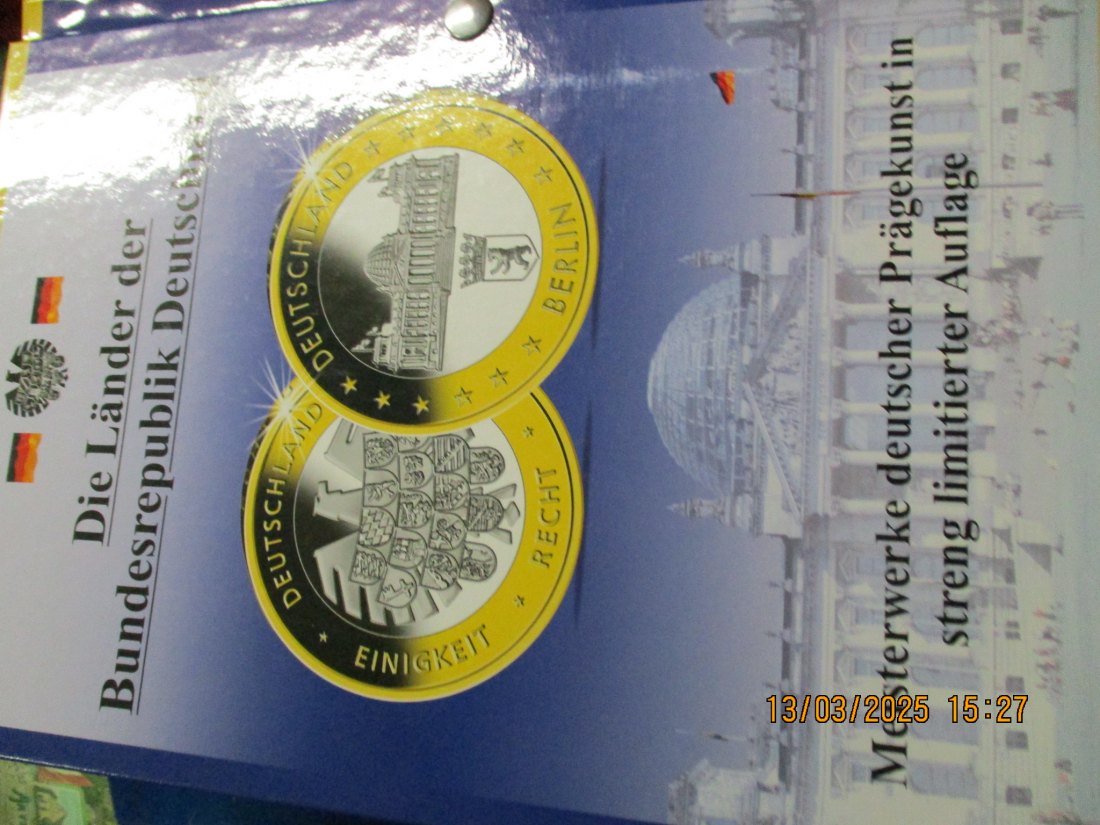 Die Länder der
Bundesrepublik
DEUTSCHLAND
BERLIN
DEUTSCHLAND
EINIGKEIT
RECHT
Meisterwerke deutscher Prägekunst in
streng limitierter Auflage
13/03/2025 15:27